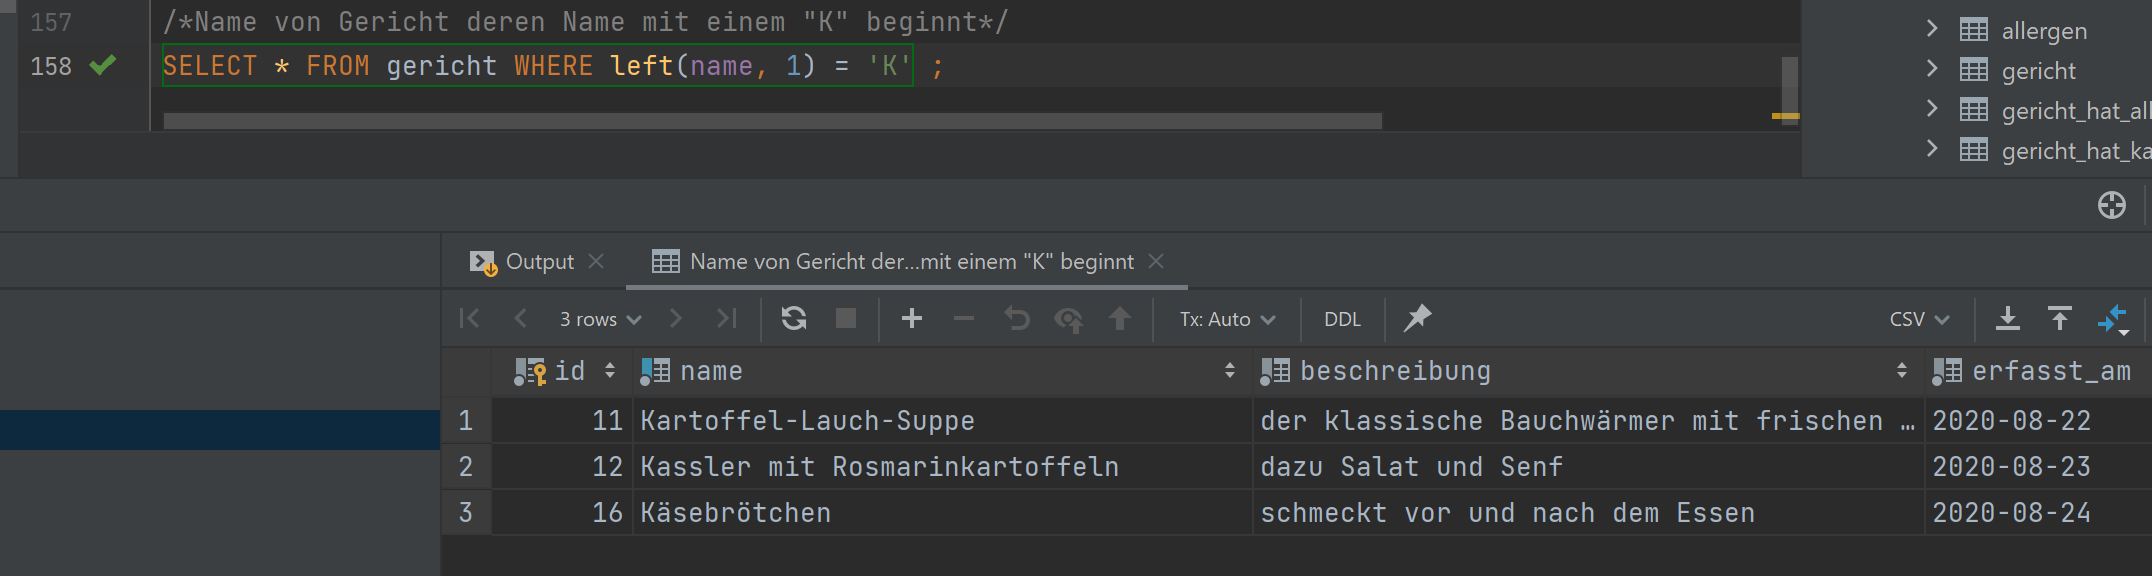 157 /*Name von Gericht deren Name mit einem "K" beginnt*/
158 SELECT * FROM gericht WHERE left(name, 1) = 'K' ;
allergen
gericht
gericht_hat_all
gericht_hat_ka
Output Name von Gericht der...mit einem "K" beginnt
3 rows Tx: Auto DDL CSV
id name beschreibung erfasst_am
1 11 Kartoffel-Lauch-Suppe der klassische Bauchwärmer mit frischen … 2020-08-22
2 12 Kassler mit Rosmarinkartoffeln dazu Salat und Senf 2020-08-23
3 16 Käsebrötchen schmeckt vor und nach dem Essen 2020-08-24